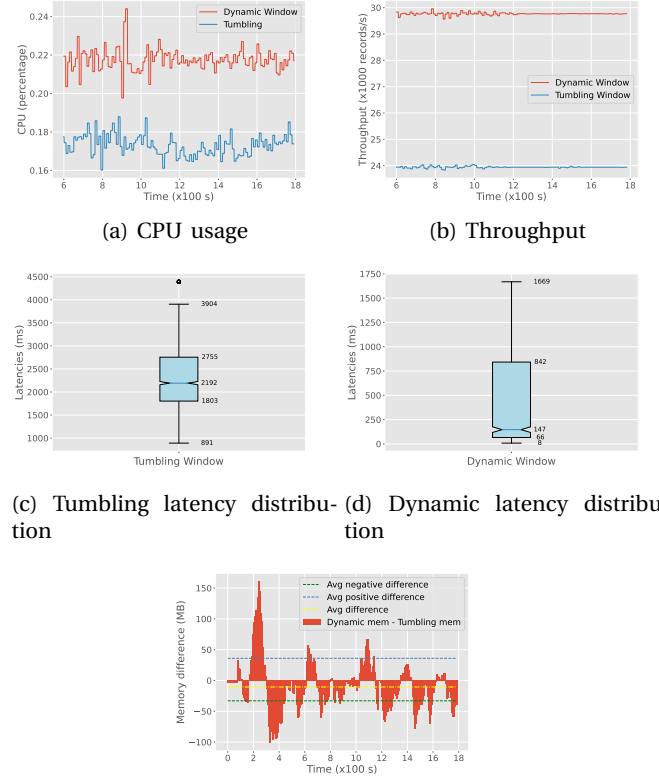 Dynamic Window
Tumbling
0.24
0.22
0.20
0.18
0.16
CPU (percentage)
6 8 10 12 14 16 18
Time (x100 s)
(a) CPU usage
30
29
28
27
26
25
24
Throughput (x1000 records/s)
Dynamic Window
Tumbling Window
6 8 10 12 14 16 18
Time (x100 s)
(b) Throughput
4500
4000
3500
3000
2500
2000
1500
1000
Latencies (ms)
3904
2755
2192
1803
891
Tumbling Window
(c) Tumbling latency distribu-
tion
1750
1500
1250
1000
750
500
250
0
Latencies (ms)
1669
842
147
66
8
Dynamic Window
(d) Dynamic latency distribu
tion
150
100
50
0
−50
−100
Memory difference (MB)
Avg negative difference
Avg positive difference
Avg difference
Dynamic mem - Tumbling mem
0 2 4 6 8 10 12 14 16 18
Time (x100 s)